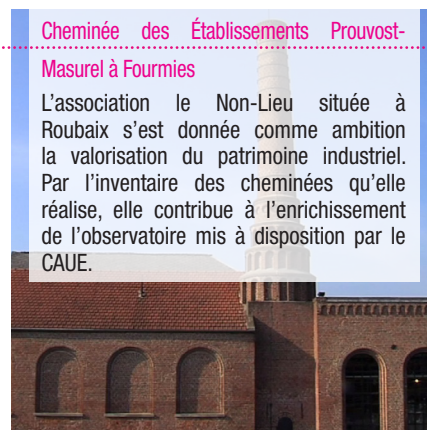 Cheminée des Établissements Prouvost-
Masurel à Fourmies
L’association le Non-Lieu située à
Roubaix s’est donnée comme ambition
la valorisation du patrimoine industriel.
Par l’inventaire des cheminées qu’elle
réalise, elle contribue à l’enrichissement
de l’observatoire mis à disposition par le
CAUE.